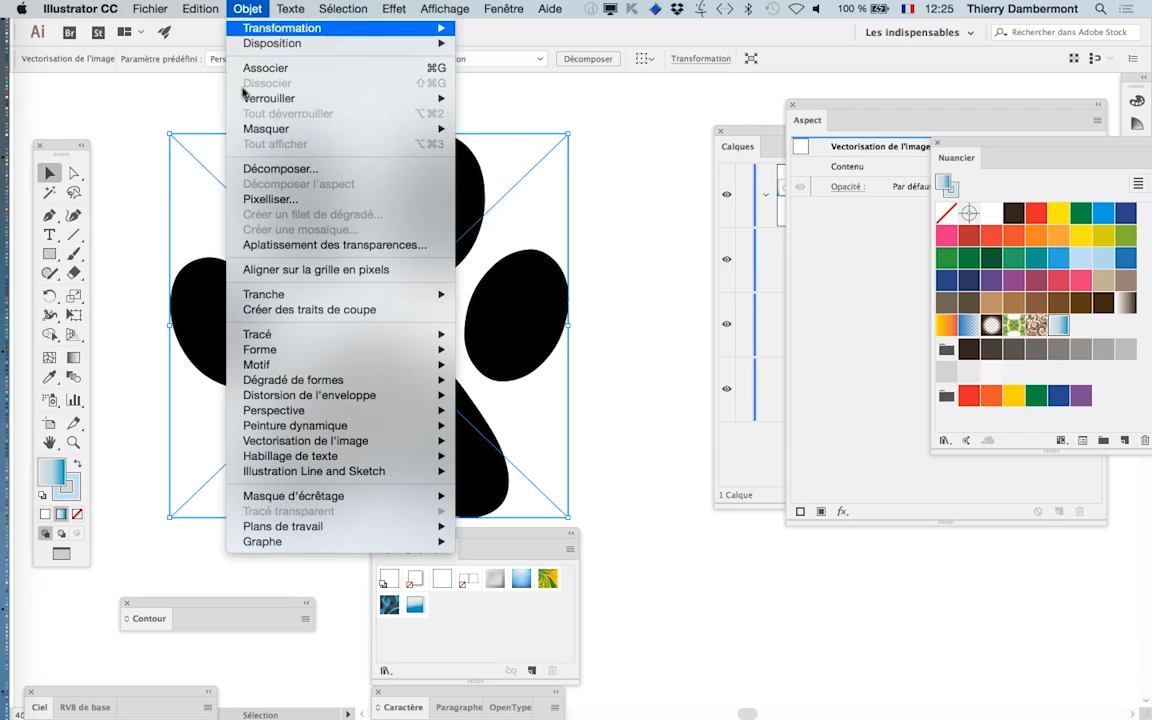 Illustrator CC Fichier Edition Objet Texte Sélection Effet Affichage Fenêtre Aide 100 % 12:25 Thierry Dambermont
Ai Br St Les indispensables Rechercher dans Adobe Stock
Vectorisation de l'image Paramètre prédéfini : Décomposer Transformation
Transformation
Disposition
Associer ⌘G
Dissocier ⇧⌘G
Verrouiller
Tout déverrouiller ⌥⌘2
Masquer
Tout afficher ⌥⌘3
Décomposer...
Décomposer l'aspect
Pixelliser...
Créer un filet de dégradé...
Créer une mosaïque...
Aplatissement des transparences...
Aligner sur la grille en pixels
Tranche
Créer des traits de coupe
Tracé
Forme
Motif
Dégradé de formes
Distorsion de l'enveloppe
Perspective
Peinture dynamique
Vectorisation de l'image
Habillage de texte
Illustration Line and Sketch
Masque d'écrêtage
Tracé transparent
Plans de travail
Graphe
Calques
1 Calque
Aspect
Vectorisation de l'image
Contenu
Opacité : Par défau
fx.
Nuancier
Contour
Ciel RVB de base
Caractère Paragraphe OpenType
40 Sélection